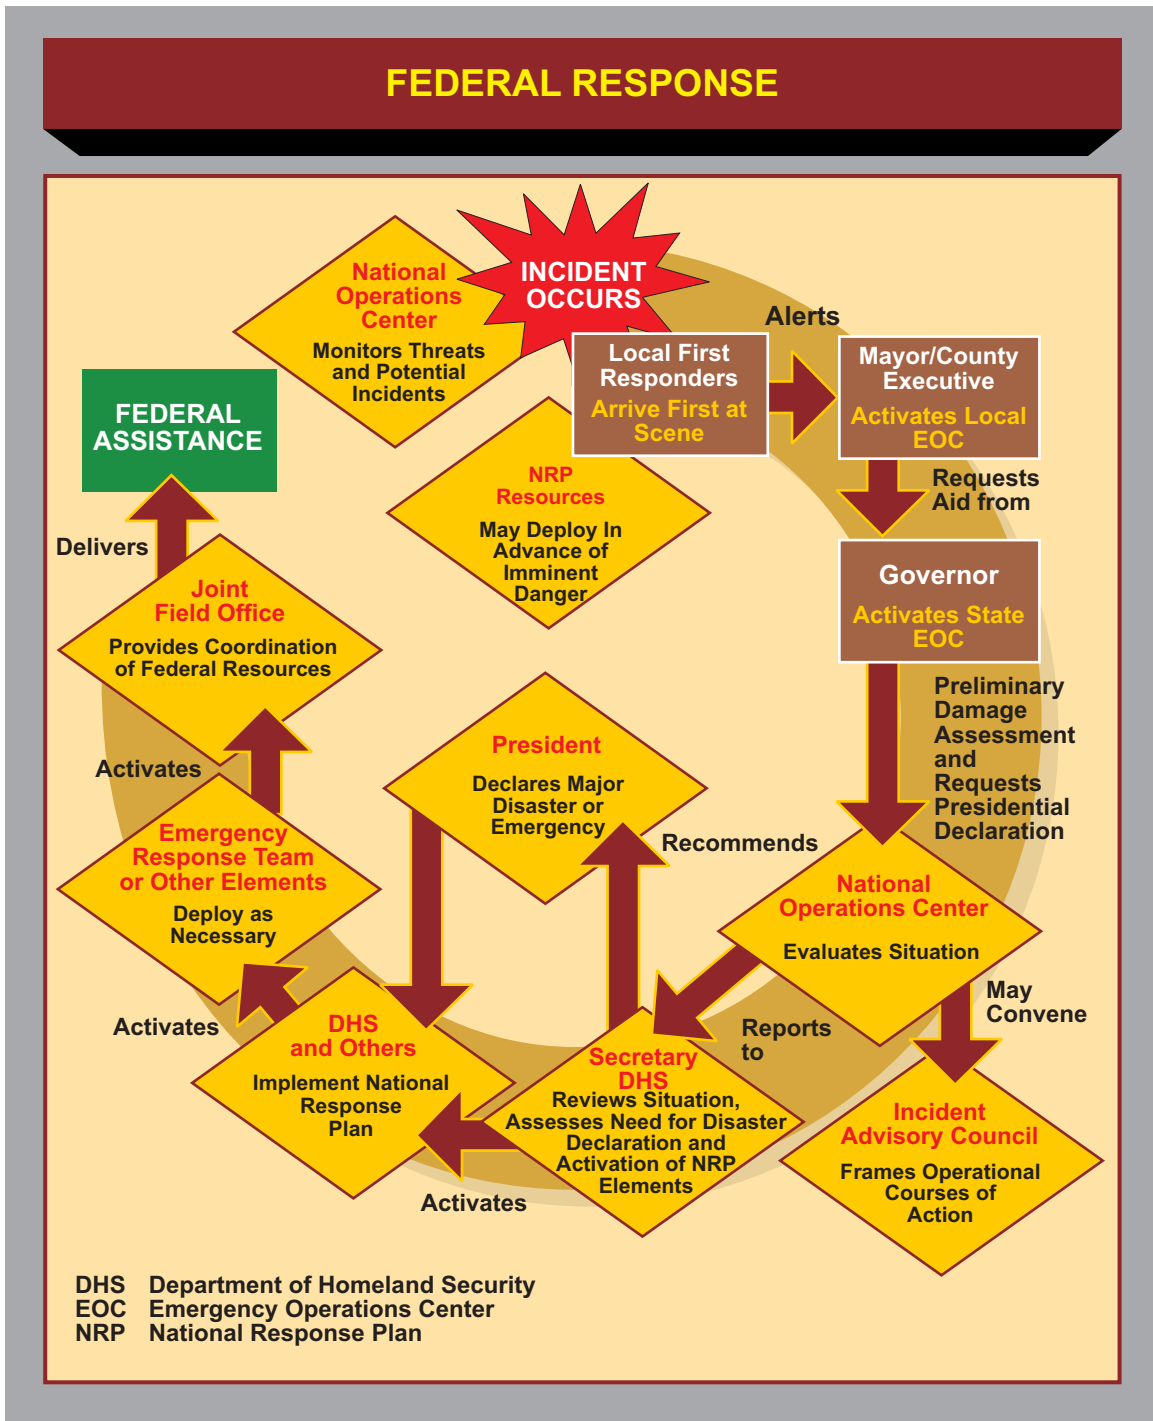 FEDERAL RESPONSE
INCIDENT
OCCURS
National
Operations
Center
Monitors Threats
and Potential
Incidents
Alerts
Local First
Responders
Arrive First at
Scene
Mayor/County
Executive
Activates Local
EOC
FEDERAL
ASSISTANCE
NRP
Resources
May Deploy In
Advance of
Imminent
Danger
Requests
Aid from
Delivers
Governor
Activates State
EOC
Joint
Field Office
Provides Coordination
of Federal Resources
Preliminary
Damage
Assessment
and
Requests
Presidential
Declaration
President
Declares Major
Disaster or
Emergency
Activates
Emergency
Response Team
or Other Elements
Deploy as
Necessary
Recommends
National
Operations Center
Evaluates Situation
May
Convene
Activates
DHS
and Others
Implement National
Response
Plan
Reports
to
Secretary
DHS
Reviews Situation,
Assesses Need for Disaster
Declaration and
Activation of NRP
Elements
Incident
Advisory Council
Frames Operational
Courses of
Action
Activates
DHS Department of Homeland Security
EOC Emergency Operations Center
NRP National Response Plan